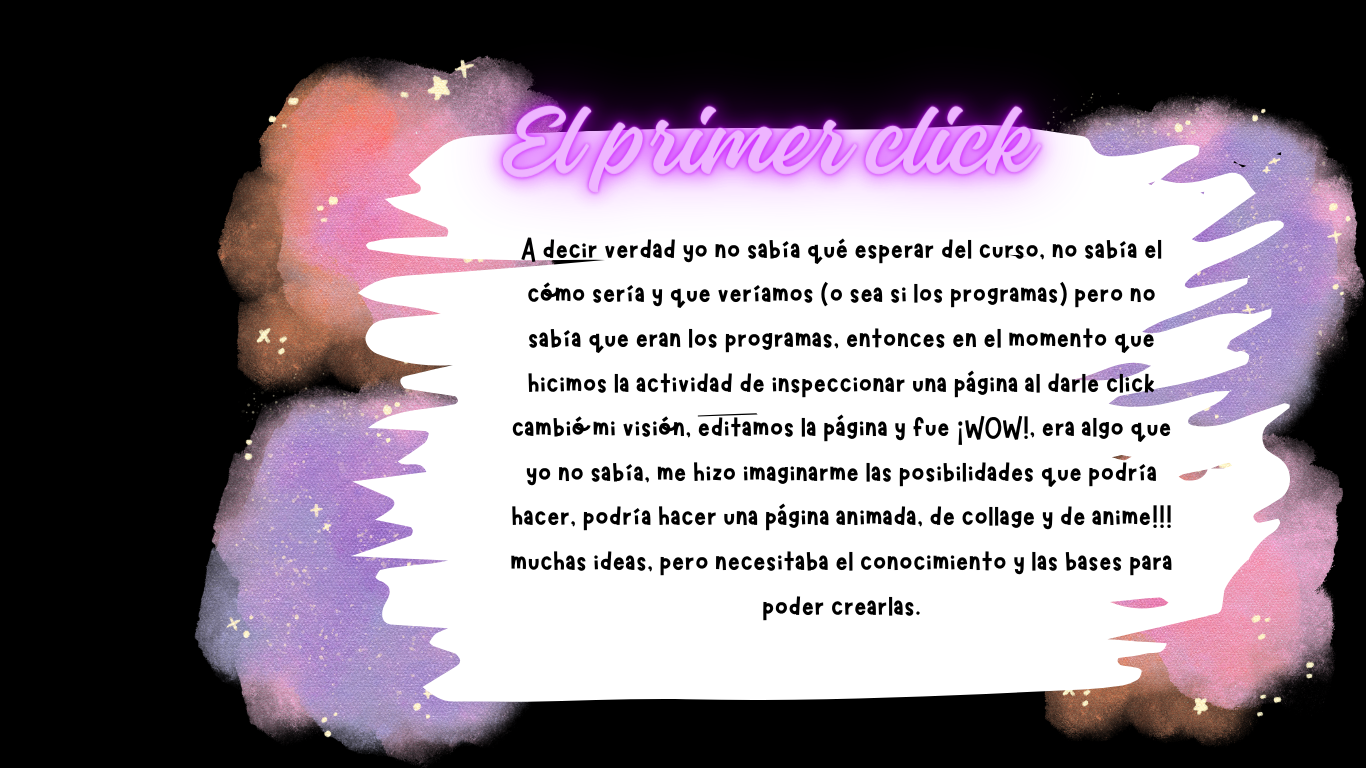 El primer click
A decir verdad yo no sabía qué esperar del curso, no sabía el
cómo sería y que veríamos (o sea si los programas) pero no
sabía que eran los programas, entonces en el momento que
hicimos la actividad de inspeccionar una página al darle click
cambió mi visión, editamos la página y fue ¡WOW!, era algo que
yo no sabía, me hizo imaginarme las posibilidades que podría
hacer, podría hacer una página animada, de collage y de anime!!!
muchas ideas, pero necesitaba el conocimiento y las bases para
poder crearlas.